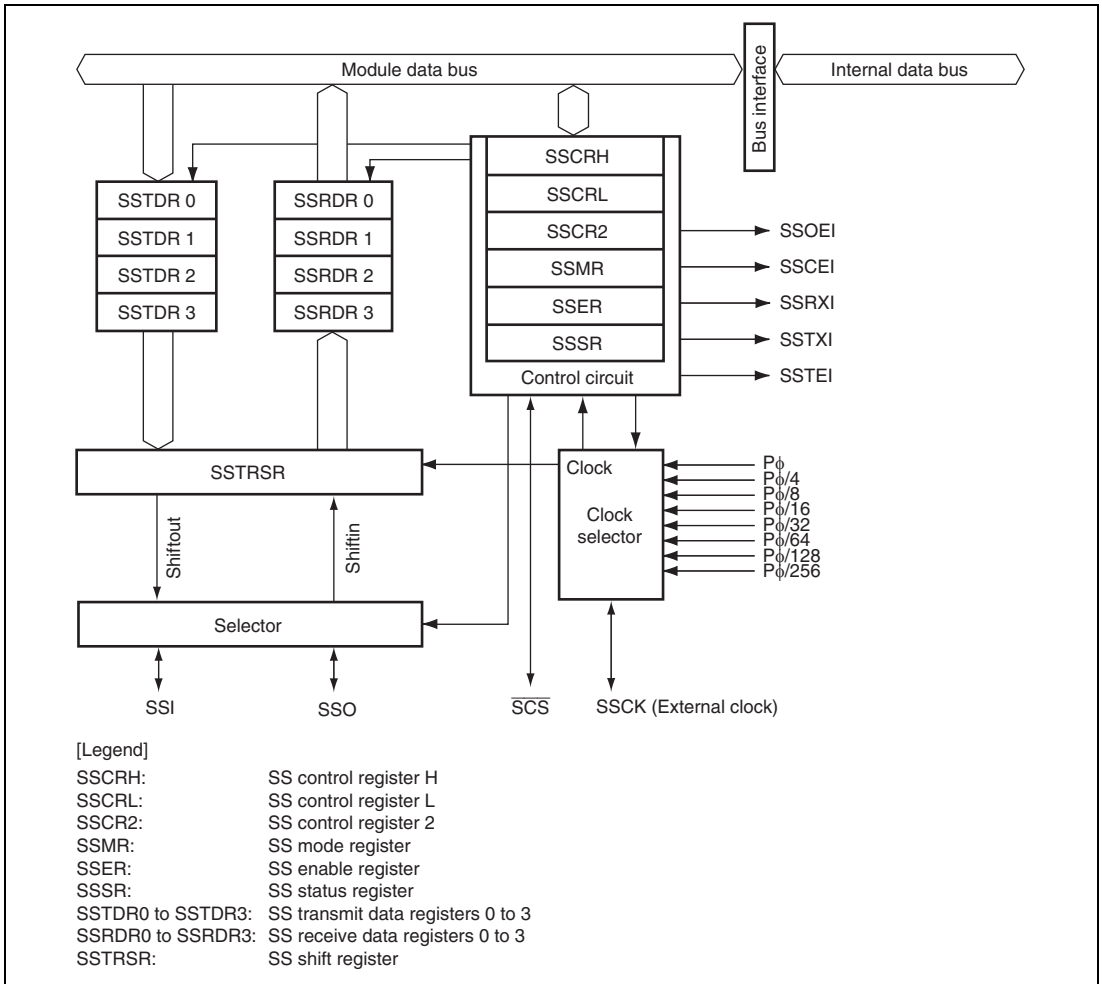 Module data bus
Bus interface
Internal data bus
SSTDR 0
SSTDR 1
SSTDR 2
SSTDR 3
SSRDR 0
SSRDR 1
SSRDR 2
SSRDR 3
SSCRH
SSCRL
SSCR2
SSMR
SSER
SSSR
Control circuit
SSOEI
SSCEI
SSRXI
SSTXI
SSTEI
SSTRSR
Clock
Clock
selector
Pϕ
Pϕ/4
Pϕ/8
Pϕ/16
Pϕ/32
Pϕ/64
Pϕ/128
Pϕ/256
Shiftout
Shiftin
Selector
SSI
SSO
SCS
SSCK (External clock)
[Legend]
SSCRH: SS control register H
SSCRL: SS control register L
SSCR2: SS control register 2
SSMR: SS mode register
SSER: SS enable register
SSSR: SS status register
SSTDR0 to SSTDR3: SS transmit data registers 0 to 3
SSRDR0 to SSRDR3: SS receive data registers 0 to 3
SSTRSR: SS shift register